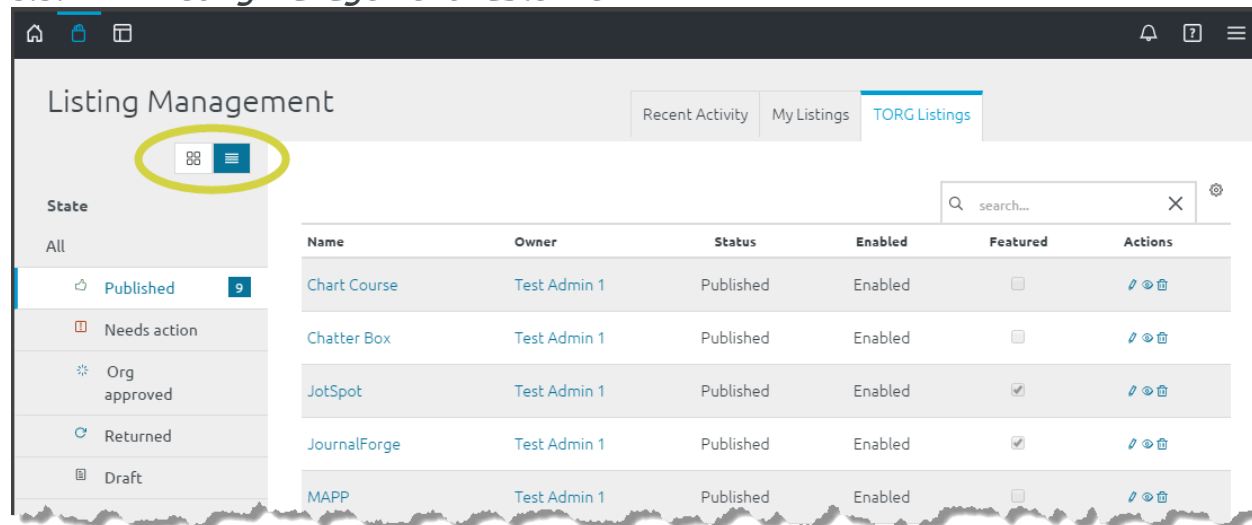 Listing Management
Recent Activity My Listings TORG Listings
State
search...
All
Name Owner Status Enabled Featured Actions
Published 9
Chart Course Test Admin 1 Published Enabled
Needs action
Chatter Box Test Admin 1 Published Enabled
Org
approved
JotSpot Test Admin 1 Published Enabled
Returned
JournalForge Test Admin 1 Published Enabled
Draft
MAPP Test Admin 1 Published Enabled